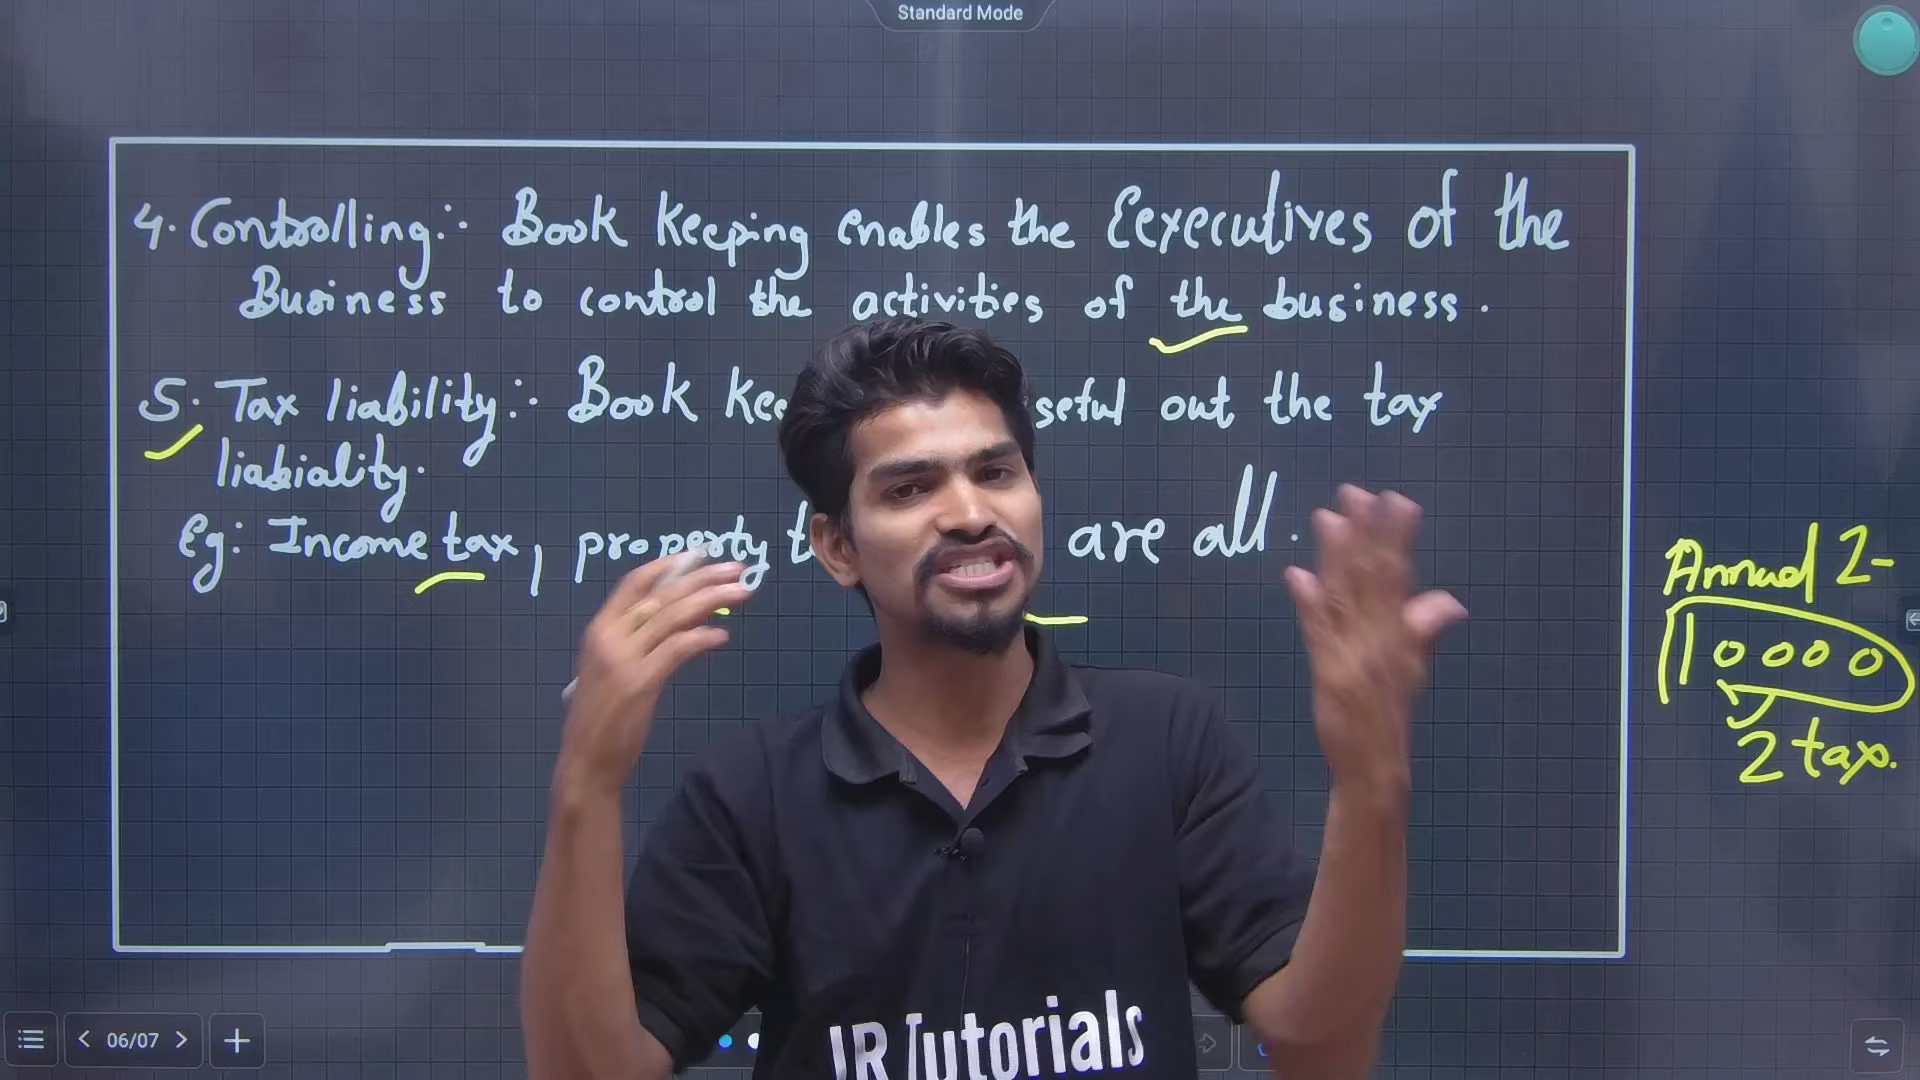 Standard Mode
4. Controlling:- Book Keeping enables the Eexecutives of the
Business to control the activities of the business.
5. Tax liability:- Book Kee seful out the tax
liabiality.
Eg: Income tax, property t are all.
Annual 2-
10000
2 tax.
JR Tutorials
06/07